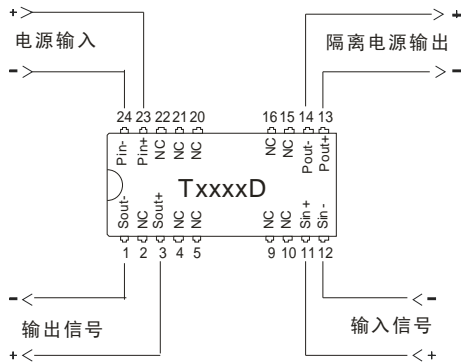 + +
电源输入 隔离电源输出
- -
24 23 22 21 20 16 15 14 13
Pin- Pin+ NC NC NC NC NC Pout- Pout+
TxxxxD
Sout- NC Sout+ NC NC NC NC Sin+ Sin -
1 2 3 4 5 9 10 11 12
- -
输出信号 输入信号
+ +